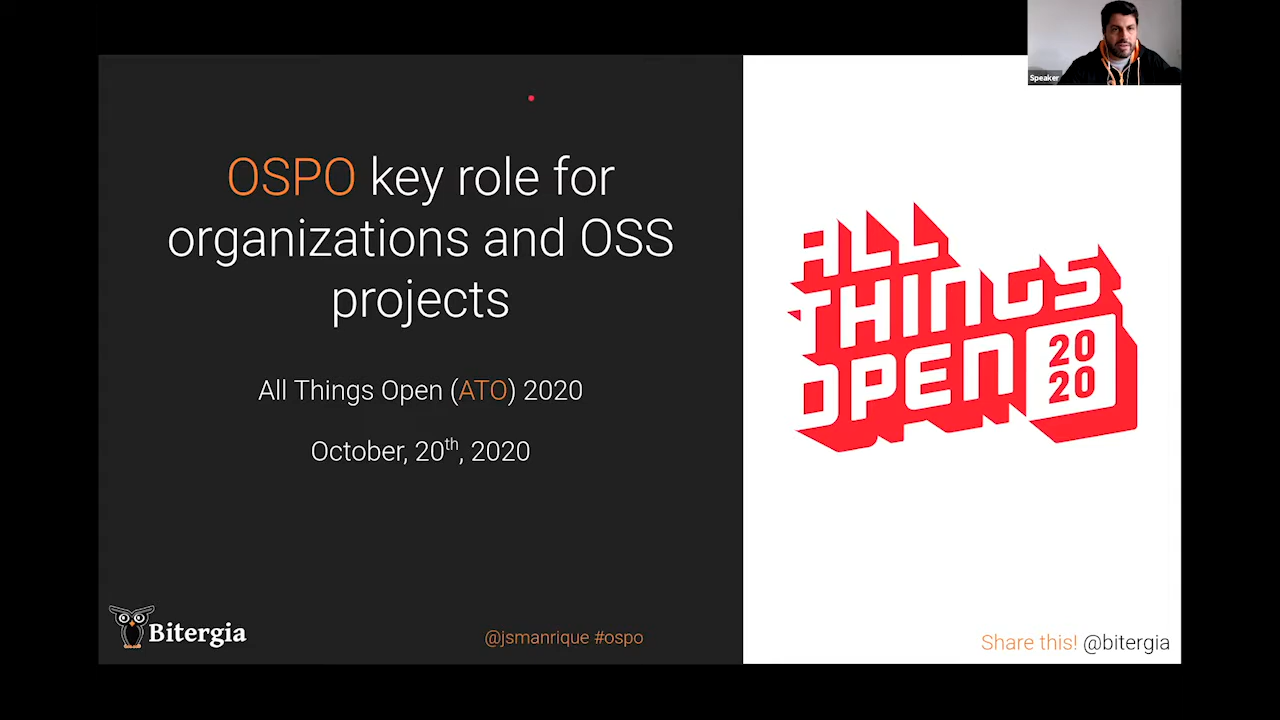 Speaker
OSPO key role for
organizations and OSS
projects
All Things Open (ATO) 2020
October, 20th, 2020
Bitergia
@jsmanrique #ospo
ALL
THINGS
OPEN
20
20
Share this! @bitergia